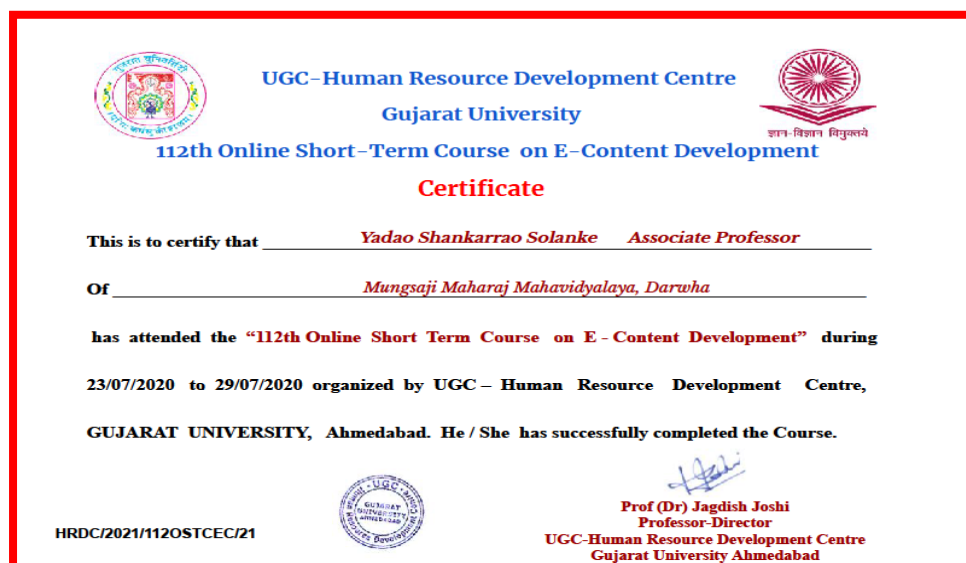 UGC-Human Resource Development Centre
Gujarat University
112th Online Short-Term Course on E-Content Development
Certificate
This is to certify that Yadao Shankarrao Solanke Associate Professor
Of Mungsaji Maharaj Mahavidyalaya, Darwha
has attended the “112th Online Short Term Course on E - Content Development” during
23/07/2020 to 29/07/2020 organized by UGC – Human Resource Development Centre,
GUJARAT UNIVERSITY, Ahmedabad. He / She has successfully completed the Course.
ज्ञान-विज्ञान विमुक्तये
UGC
GUJARAT
UNIVERSITY
AHMEDABAD
HRDC/2021/112OSTCEC/21
Prof (Dr) Jagdish Joshi
Professor-Director
UGC-Human Resource Development Centre
Gujarat University Ahmedabad